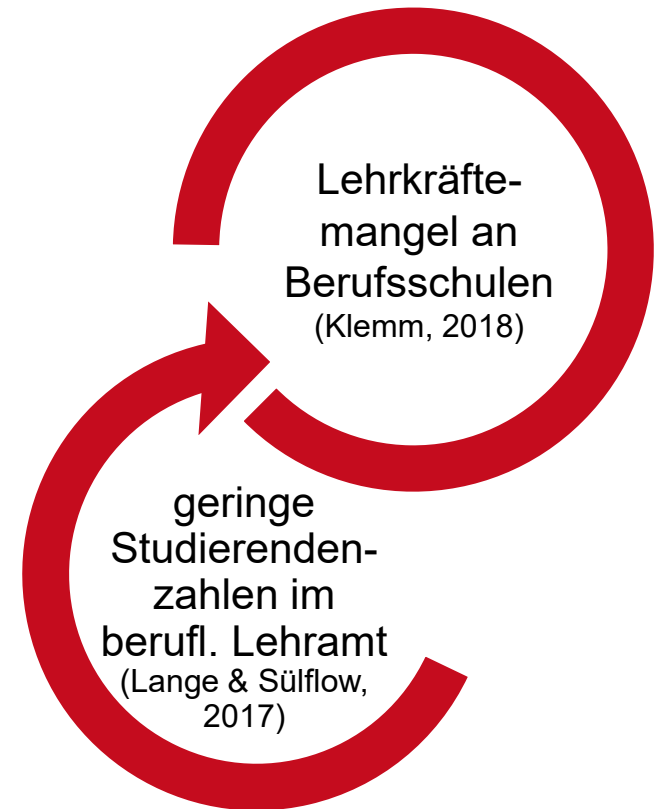 Lehrkräfte-
mangel an
Berufsschulen
(Klemm, 2018)
geringe
Studierenden-
zahlen im
berufl. Lehramt
(Lange & Sülflow,
2017)